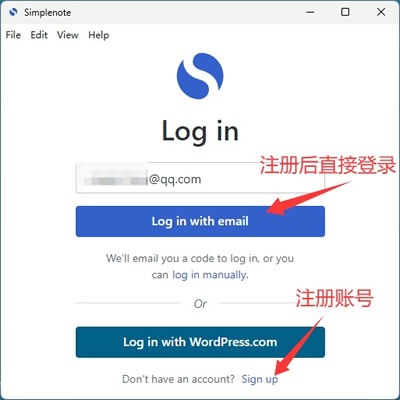 Simplenote
File Edit View Help
Log in
注册后直接登录
@qq.com
Log in with email
We'll email you a code to log in, or you
can log in manually.
注册账号
Or
Log in with WordPress.com
Don't have an account? Sign up